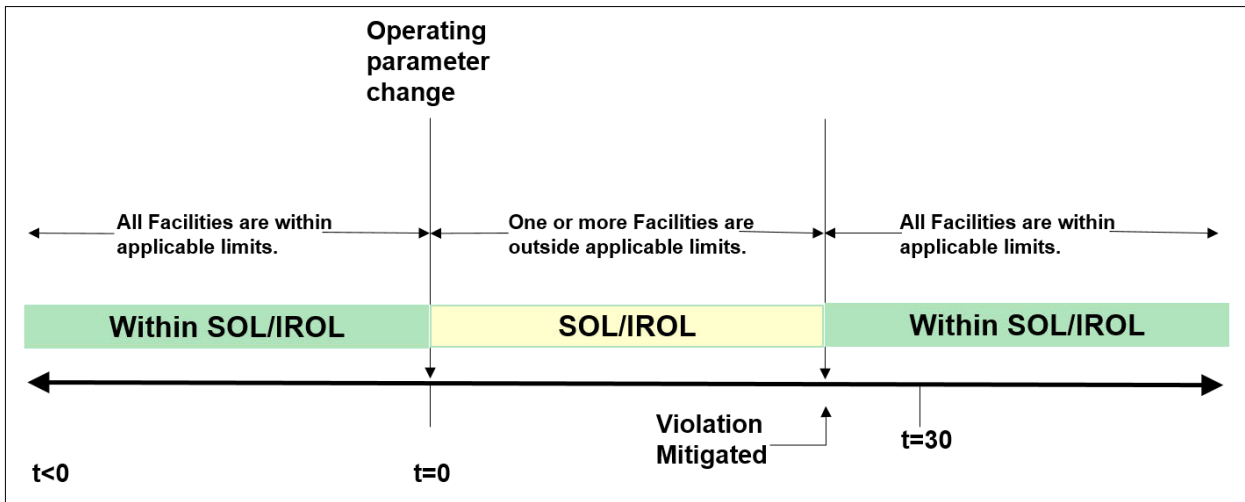 Operating
parameter
change
All Facilities are within
applicable limits.
One or more Facilities are
outside applicable limits.
All Facilities are within
applicable limits.
Within SOL/IROL
SOL/IROL
Within SOL/IROL
Violation
Mitigated
t=30
t<0
t=0